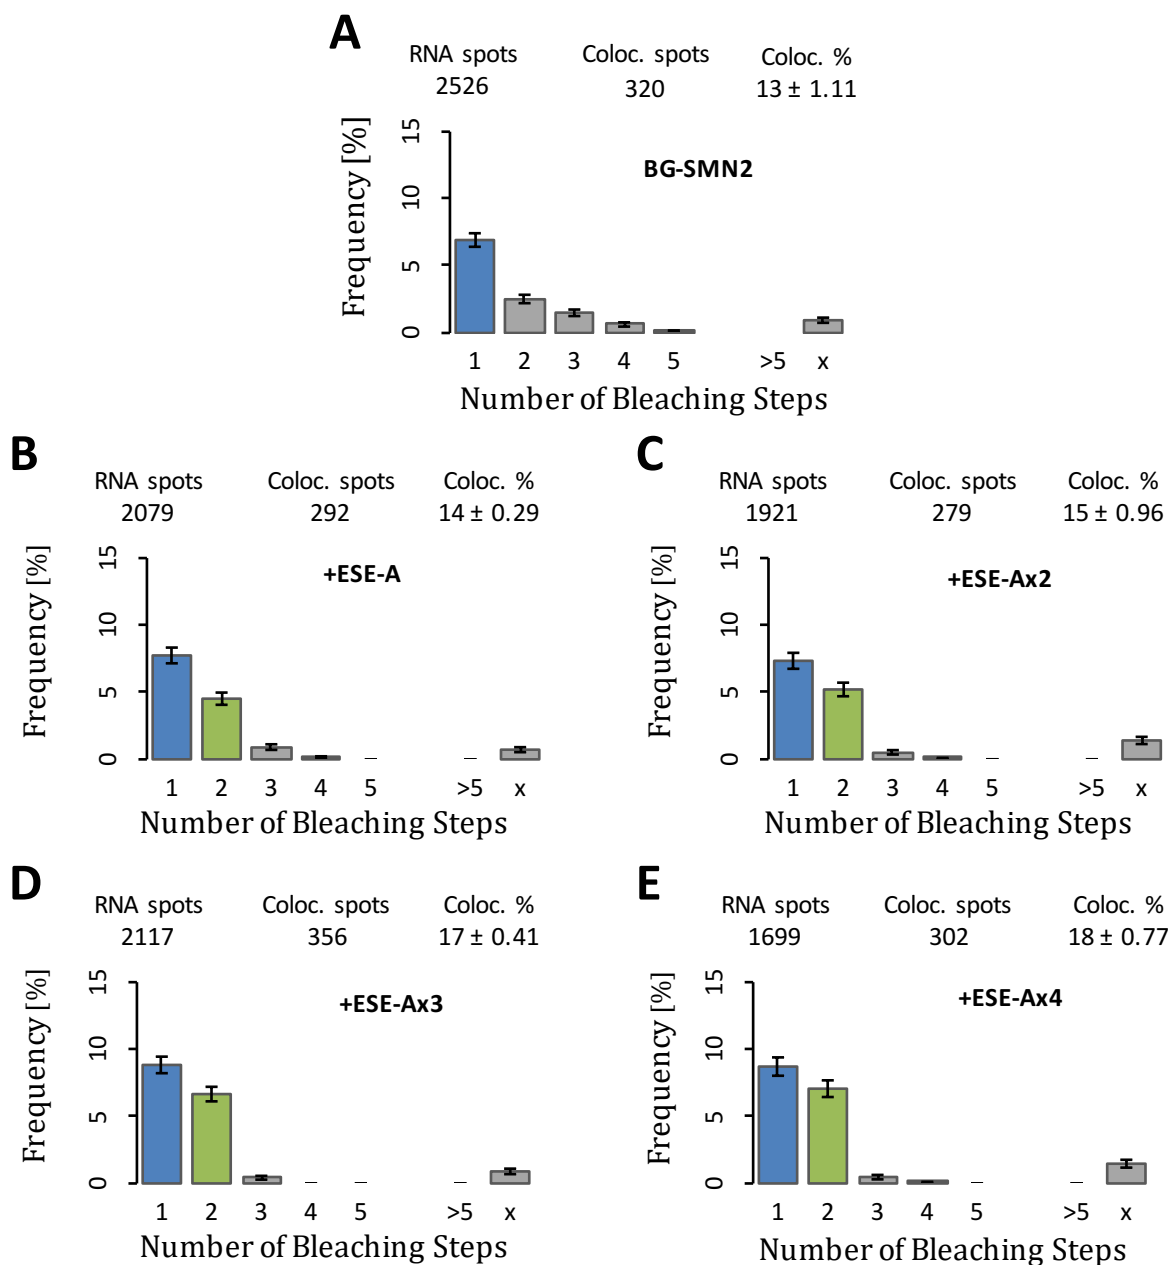 A
RNA spots Coloc. spots Coloc. %
2526 320 13 ± 1.11
Frequency [%]
15
10
5
0
BG-SMN2
1 2 3 4 5 >5 x
Number of Bleaching Steps
B
RNA spots Coloc. spots Coloc. %
2079 292 14 ± 0.29
Frequency [%]
15
10
5
0
+ESE-A
1 2 3 4 5 >5 x
Number of Bleaching Steps
C
RNA spots Coloc. spots Coloc. %
1921 279 15 ± 0.96
Frequency [%]
15
10
5
0
+ESE-Ax2
1 2 3 4 5 >5 x
Number of Bleaching Steps
D
RNA spots Coloc. spots Coloc. %
2117 356 17 ± 0.41
Frequency [%]
15
10
5
0
+ESE-Ax3
1 2 3 4 5 >5 x
Number of Bleaching Steps
E
RNA spots Coloc. spots Coloc. %
1699 302 18 ± 0.77
Frequency [%]
15
10
5
0
+ESE-Ax4
1 2 3 4 5 >5 x
Number of Bleaching Steps